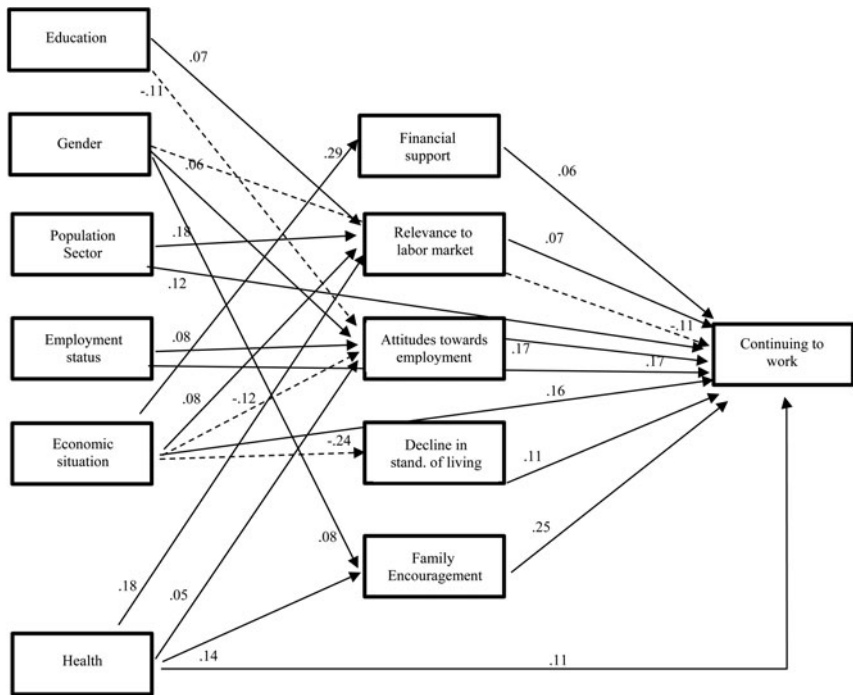 Education
.07
-.11
Gender
Financial
support
.29
.06
.06
Population
Sector
.18
Relevance to
labor market
.07
.12
-.11
Employment
status
.08
Attitudes towards
employment
.17
.17
Continuing to
work
.08
-.12
.16
Economic
situation
-.24
Decline in
stand. of living
.11
.08
.25
Family
Encouragement
.18
.05
Health
.14
.11